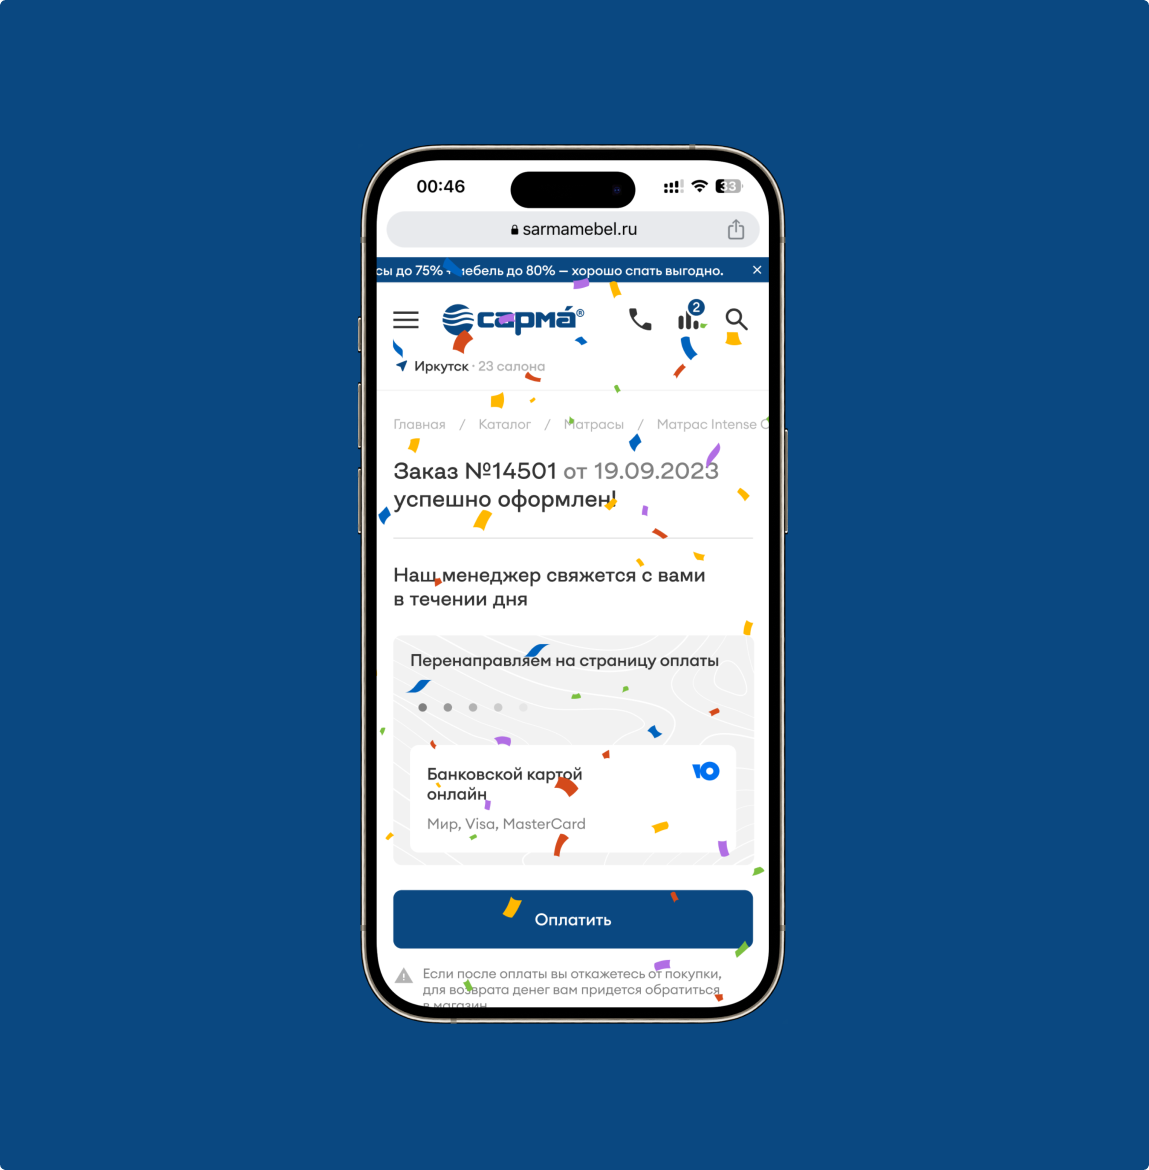 00:46
33
sarmamebel.ru
сы до 75% + мебель до 80% — хорошо спать выгодно.
сарма́®
2
Иркутск · 23 салона
Главная / Каталог / Матрасы / Матрас Intense
Заказ №14501 от 19.09.2023
успешно оформлен!
Наш менеджер свяжется с вами
в течении дня
Перенаправляем на страницу оплаты
Банковской картой
онлайн
Ю
Мир, Visa, MasterCard
Оплатить
Если после оплаты вы откажетесь от покупки,
для возврата денег вам придется обратиться
в магазин